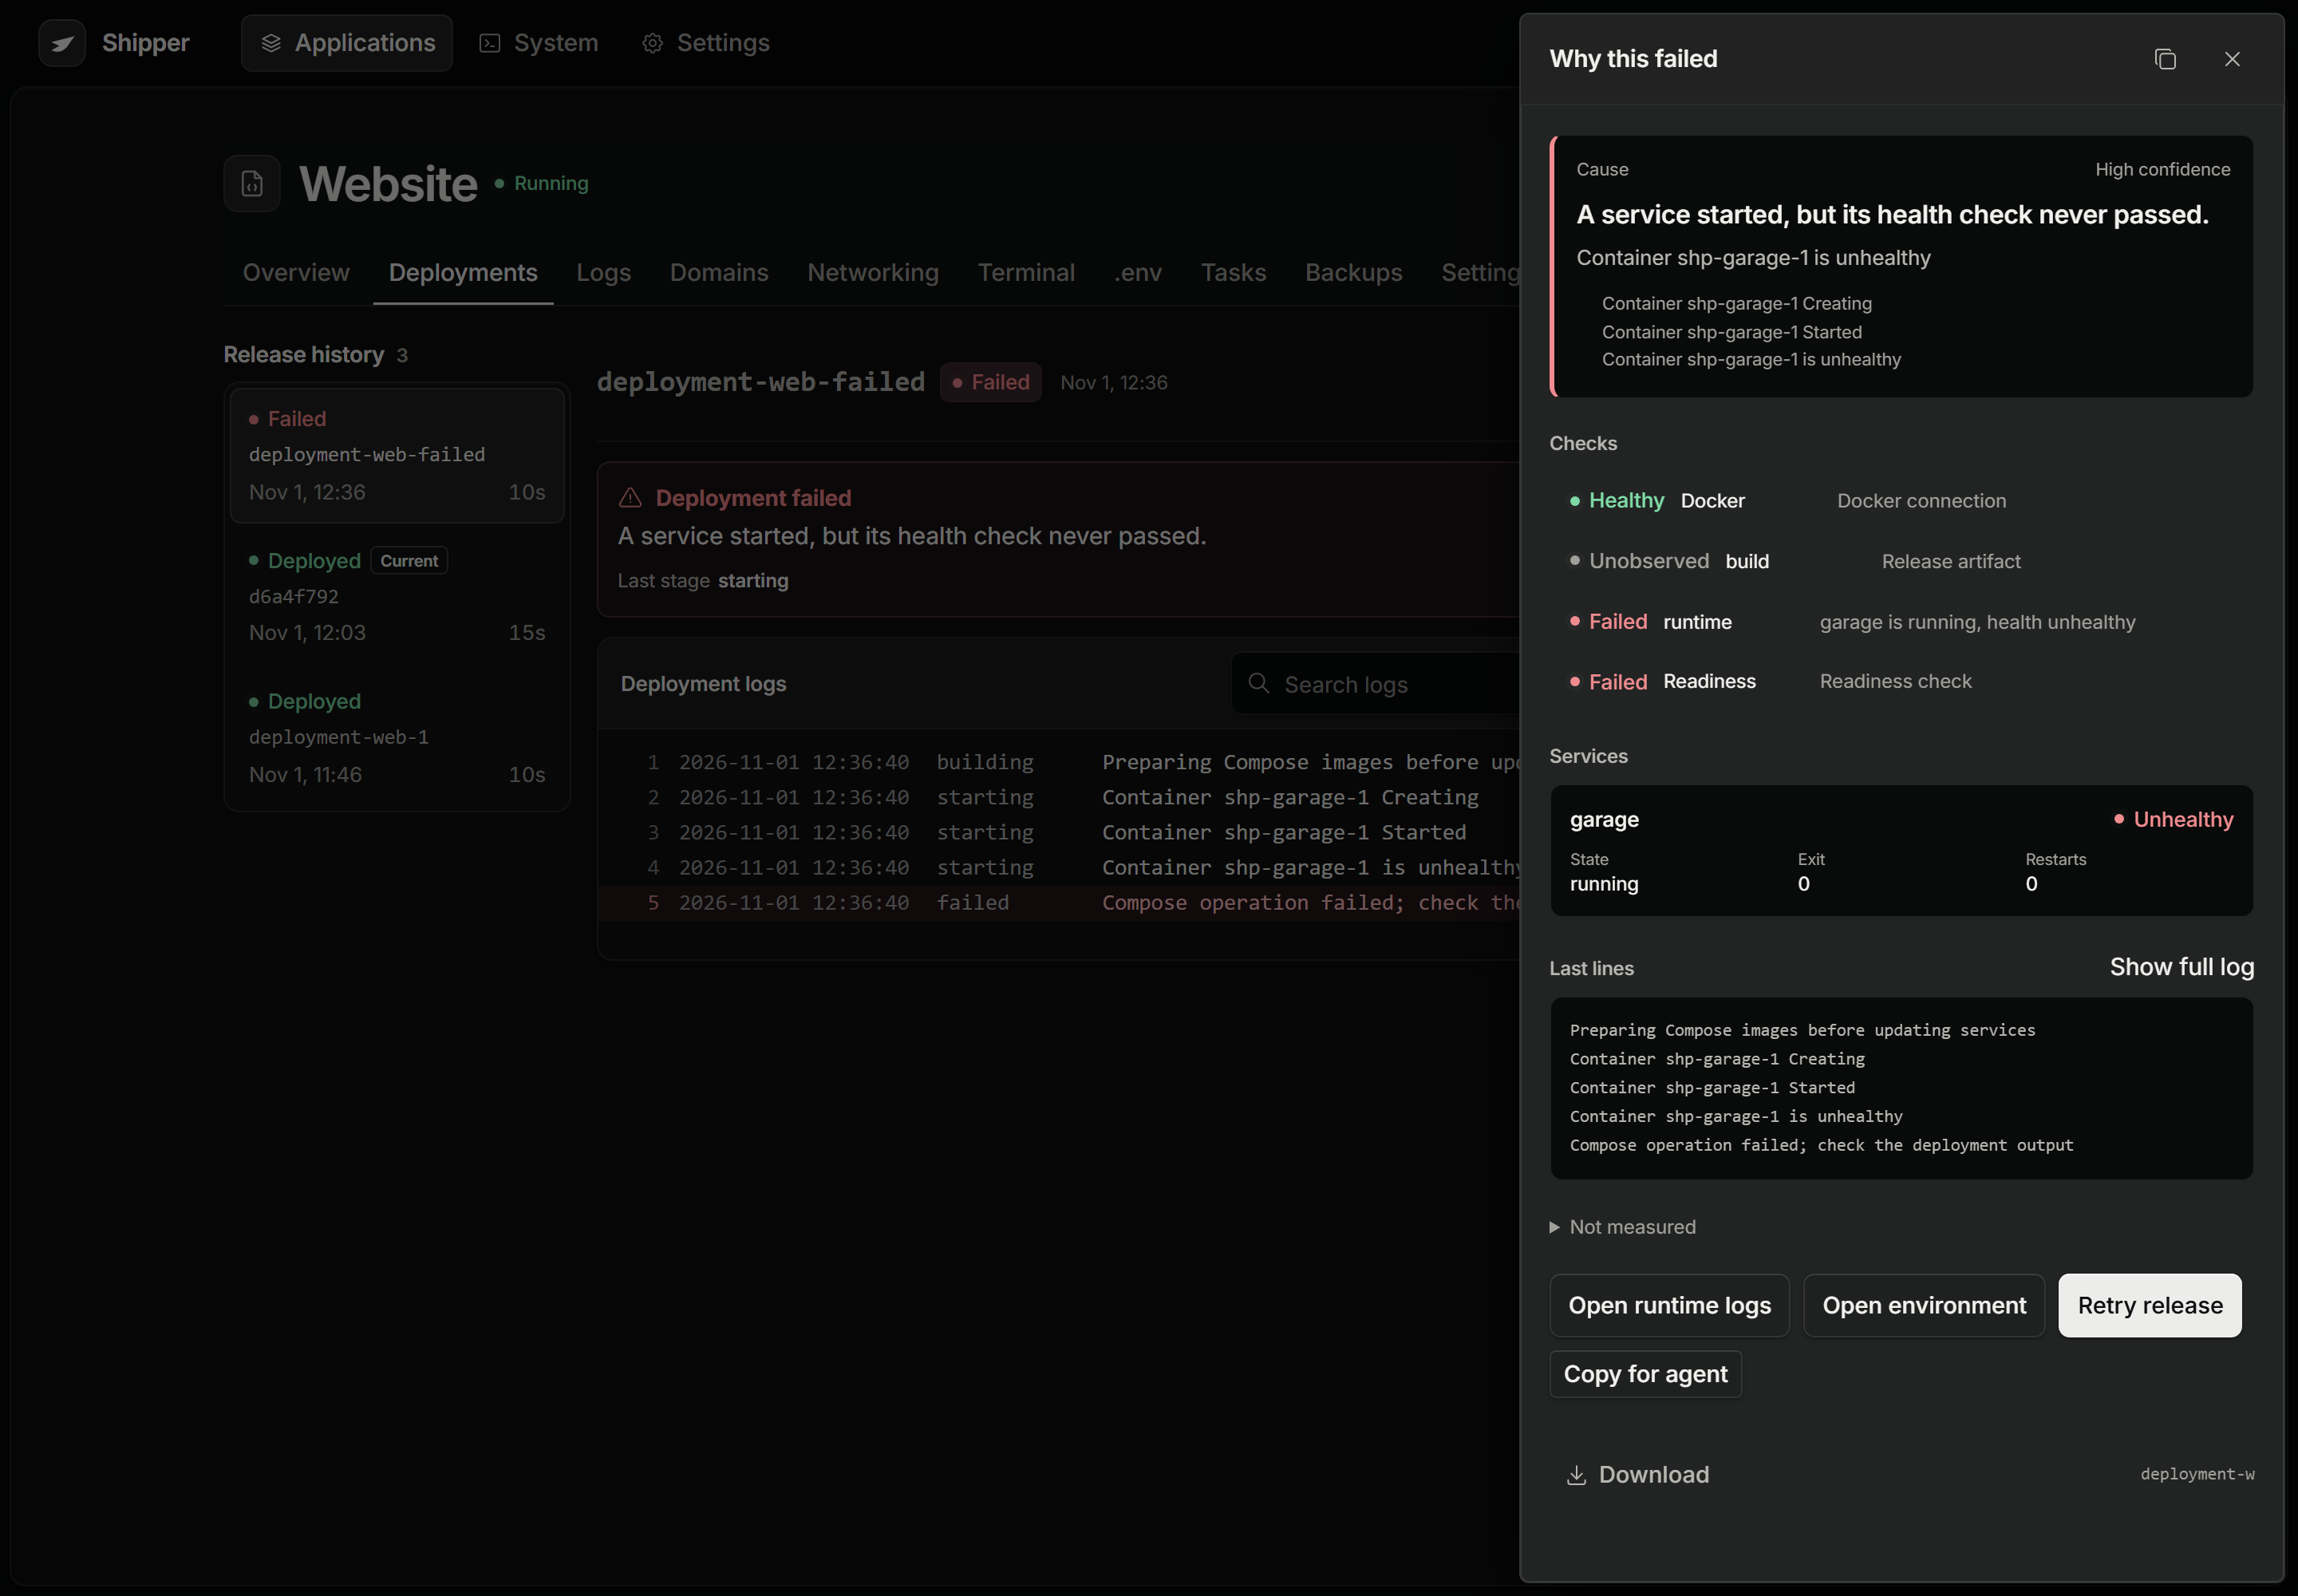 Shipper
Applications
System
Settings
Website
Running
Overview
Deployments
Logs
Domains
Networking
Terminal
.env
Tasks
Backups
Setting
Release history 3
Failed
deployment-web-failed
Nov 1, 12:36 10s
Deployed Current
d6a4f792
Nov 1, 12:03 15s
Deployed
deployment-web-1
Nov 1, 11:46 10s
deployment-web-failed Failed Nov 1, 12:36
Deployment failed
A service started, but its health check never passed.
Last stage starting
Deployment logs
Search logs
1 2026-11-01 12:36:40 building Preparing Compose images before upd
2 2026-11-01 12:36:40 starting Container shp-garage-1 Creating
3 2026-11-01 12:36:40 starting Container shp-garage-1 Started
4 2026-11-01 12:36:40 starting Container shp-garage-1 is unhealthy
5 2026-11-01 12:36:40 failed Compose operation failed; check the
Why this failed
Cause High confidence
A service started, but its health check never passed.
Container shp-garage-1 is unhealthy
Container shp-garage-1 Creating
Container shp-garage-1 Started
Container shp-garage-1 is unhealthy
Checks
Healthy Docker Docker connection
Unobserved build Release artifact
Failed runtime garage is running, health unhealthy
Failed Readiness Readiness check
Services
garage Unhealthy
State Exit Restarts
running 0 0
Last lines Show full log
Preparing Compose images before updating services
Container shp-garage-1 Creating
Container shp-garage-1 Started
Container shp-garage-1 is unhealthy
Compose operation failed; check the deployment output
Not measured
Open runtime logs
Open environment
Retry release
Copy for agent
Download
deployment-w